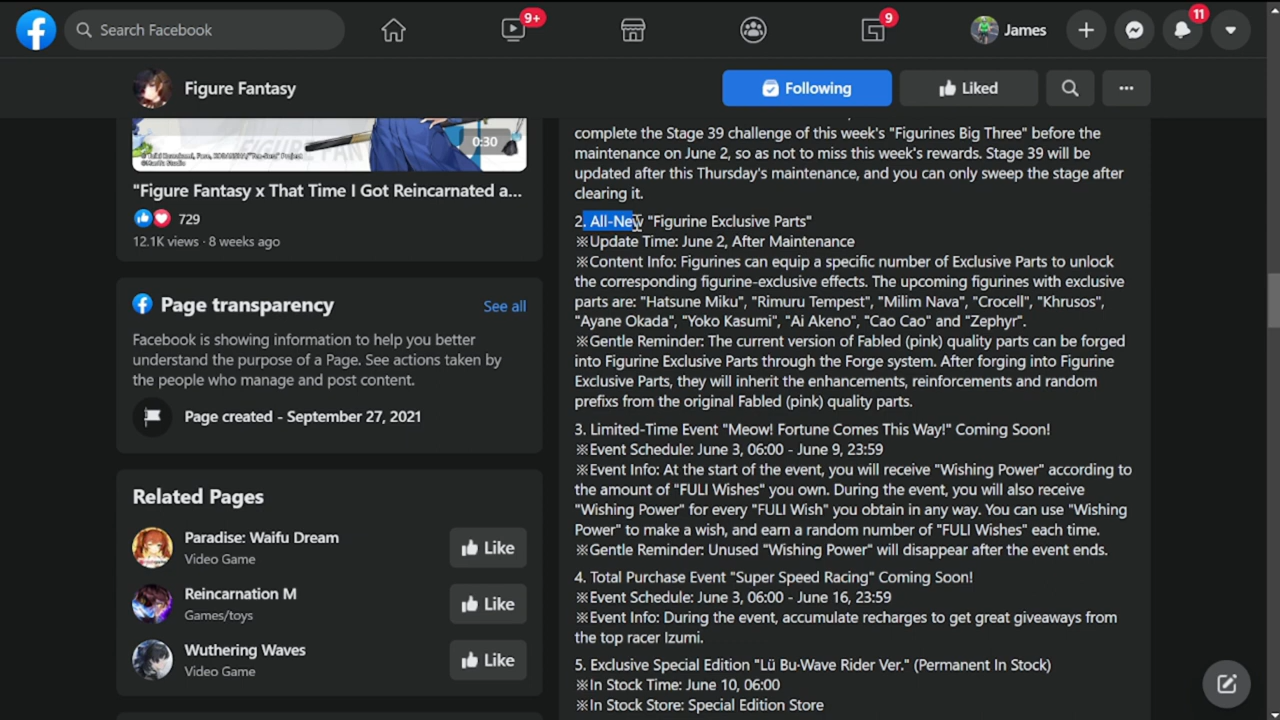 Search Facebook
9+
9
James
11
Figure Fantasy
Following
Liked
0:30
"Figure Fantasy x That Time I Got Reincarnated a...
729
12.1K views · 8 weeks ago
Page transparency
See all
Facebook is showing information to help you better
understand the purpose of a Page. See actions taken by
the people who manage and post content.
Page created - September 27, 2021
Related Pages
Paradise: Waifu Dream
Video Game
Like
Reincarnation M
Games/toys
Like
Wuthering Waves
Video Game
Like
complete the Stage 39 challenge of this week's "Figurines Big Three" before the
maintenance on June 2, so as not to miss this week's rewards. Stage 39 will be
updated after this Thursday's maintenance, and you can only sweep the stage after
clearing it.
2. All-New "Figurine Exclusive Parts"
※Update Time: June 2, After Maintenance
※Content Info: Figurines can equip a specific number of Exclusive Parts to unlock
the corresponding figurine-exclusive effects. The upcoming figurines with exclusive
parts are: "Hatsune Miku", "Rimuru Tempest", "Milim Nava", "Crocell", "Khrusos",
"Ayane Okada", "Yoko Kasumi", "Ai Akeno", "Cao Cao" and "Zephyr".
※Gentle Reminder: The current version of Fabled (pink) quality parts can be forged
into Figurine Exclusive Parts through the Forge system. After forging into Figurine
Exclusive Parts, they will inherit the enhancements, reinforcements and random
prefixs from the original Fabled (pink) quality parts.
3. Limited-Time Event "Meow! Fortune Comes This Way!" Coming Soon!
※Event Schedule: June 3, 06:00 - June 9, 23:59
※Event Info: At the start of the event, you will receive "Wishing Power" according to
the amount of "FULI Wishes" you own. During the event, you will also receive
"Wishing Power" for every "FULI Wish" you obtain in any way. You can use "Wishing
Power" to make a wish, and earn a random number of "FULI Wishes" each time.
※Gentle Reminder: Unused "Wishing Power" will disappear after the event ends.
4. Total Purchase Event "Super Speed Racing" Coming Soon!
※Event Schedule: June 3, 06:00 - June 16, 23:59
※Event Info: During the event, accumulate recharges to get great giveaways from
the top racer Izumi.
5. Exclusive Special Edition "Lü Bu-Wave Rider Ver." (Permanent In Stock)
※In Stock Time: June 10, 06:00
※In Stock Store: Special Edition Store